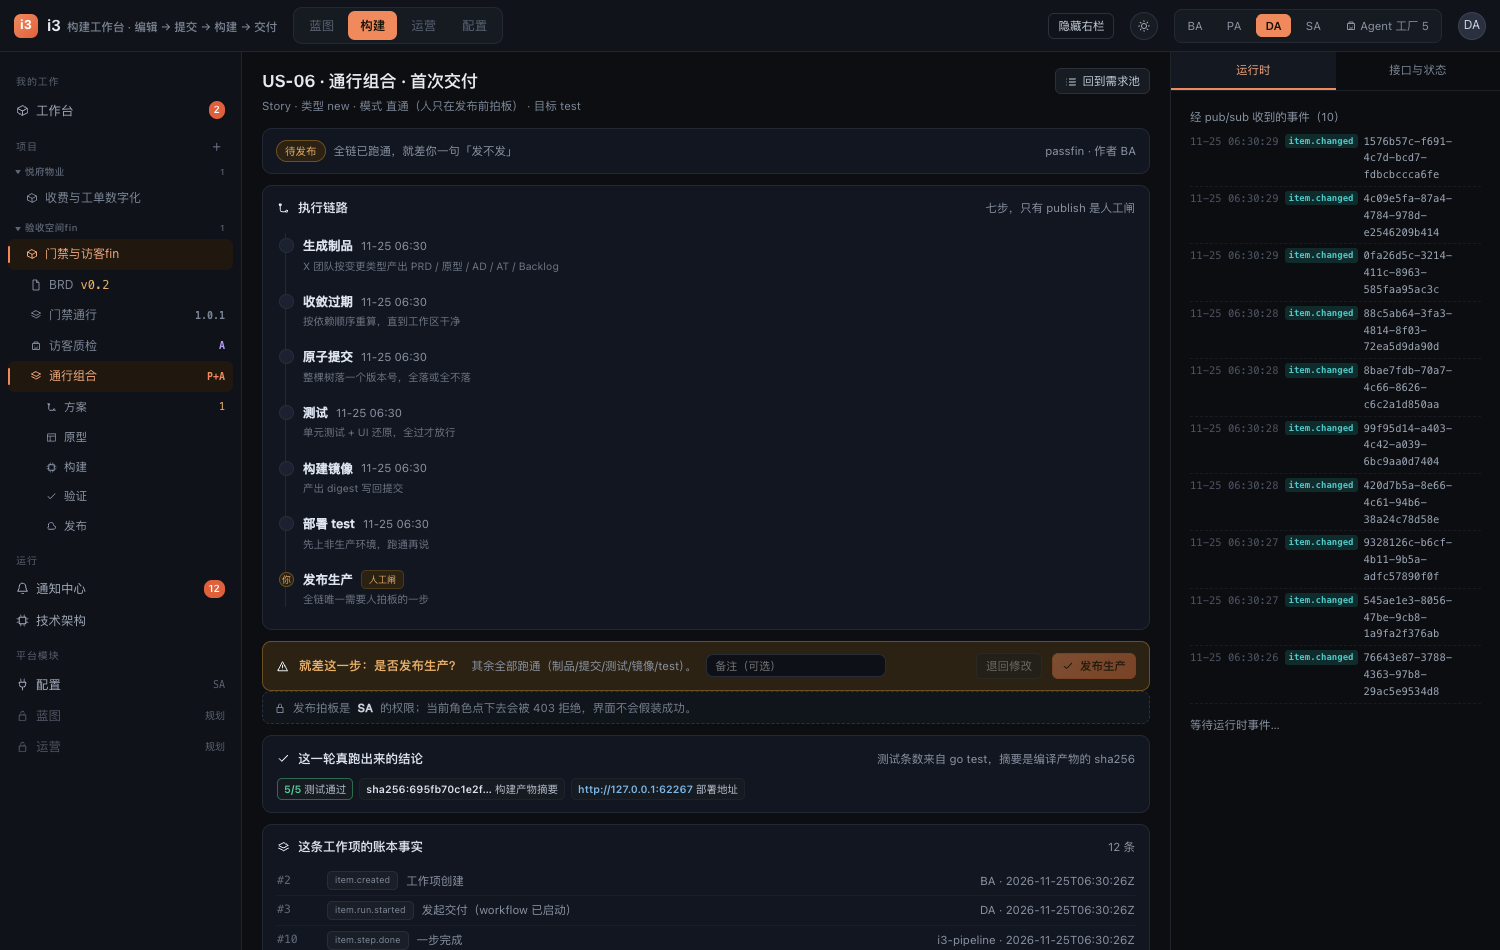 i3 i3 构建工作台 · 编辑 → 提交 → 构建 → 交付 蓝图 构建 运营 配置 隐藏右栏 BA PA DA SA Agent 工厂 5 DA
我的工作
工作台 2
项目 +
悦府物业 1
收费与工单数字化
验收空间fin 1
门禁与访客fin
BRD v0.2
门禁通行 1.0.1
访客质检 A
通行组合 P+A
方案 1
原型
构建
验证
发布
运行
通知中心 12
技术架构
平台模块
配置 SA
蓝图 规划
运营 规划
US-06 · 通行组合 · 首次交付 回到需求池
Story · 类型 new · 模式 直通（人只在发布前拍板） · 目标 test
待发布 全链已跑通，就差你一句「发不发」 passfin · 作者 BA
执行链路 七步，只有 publish 是人工闸
生成制品 11-25 06:30
X 团队按变更类型产出 PRD / 原型 / AD / AT / Backlog
收敛过期 11-25 06:30
按依赖顺序重算，直到工作区干净
原子提交 11-25 06:30
整棵树落一个版本号，全落或全不落
测试 11-25 06:30
单元测试 + UI 还原，全过才放行
构建镜像 11-25 06:30
产出 digest 写回提交
部署 test 11-25 06:30
先上非生产环境，跑通再说
你 发布生产 人工闸
全链唯一需要人拍板的一步
就差这一步：是否发布生产？ 其余全部跑通（制品/提交/测试/镜像/test）。 备注（可选） 退回修改 发布生产
发布拍板是 SA 的权限；当前角色点下去会被 403 拒绝，界面不会假装成功。
这一轮真跑出来的结论 测试条数来自 go test，摘要是编译产物的 sha256
5/5 测试通过 sha256:695fb70c1e2f... 构建产物摘要 http://127.0.0.1:62267 部署地址
这条工作项的账本事实 12 条
#2 item.created 工作项创建 BA · 2026-11-25T06:30:26Z
#3 item.run.started 发起交付（workflow 已启动） DA · 2026-11-25T06:30:26Z
#10 item.step.done 一步完成 i3-pipeline · 2026-11-25T06:30:26Z
运行时 接口与状态
经 pub/sub 收到的事件（10）
11-25 06:30:29 item.changed 1576b57c-f691-
4c7d-bcd7-
fdbcbccca6fe
11-25 06:30:29 item.changed 4c09e5fa-87a4-
4784-978d-
e2546209b414
11-25 06:30:29 item.changed 0fa26d5c-3214-
411c-8963-
585faa95ac3c
11-25 06:30:28 item.changed 88c5ab64-3fa3-
4814-8f03-
72ea5d9da90d
11-25 06:30:28 item.changed 8bae7fdb-70a7-
4c66-8626-
c6c2a1d850aa
11-25 06:30:28 item.changed 99f95d14-a403-
4c42-a039-
6bc9aa0d7404
11-25 06:30:28 item.changed 420d7b5a-8e66-
4c61-94b6-
38a24c78d58e
11-25 06:30:27 item.changed 9328126c-b6cf-
4b11-9b5a-
adfc57890f0f
11-25 06:30:27 item.changed 545ae1e3-8056-
47be-9cb8-
1a9fa2f376ab
11-25 06:30:26 item.changed 76643e87-3788-
4363-97b8-
29ac5e9534d8
等待运行时事件…